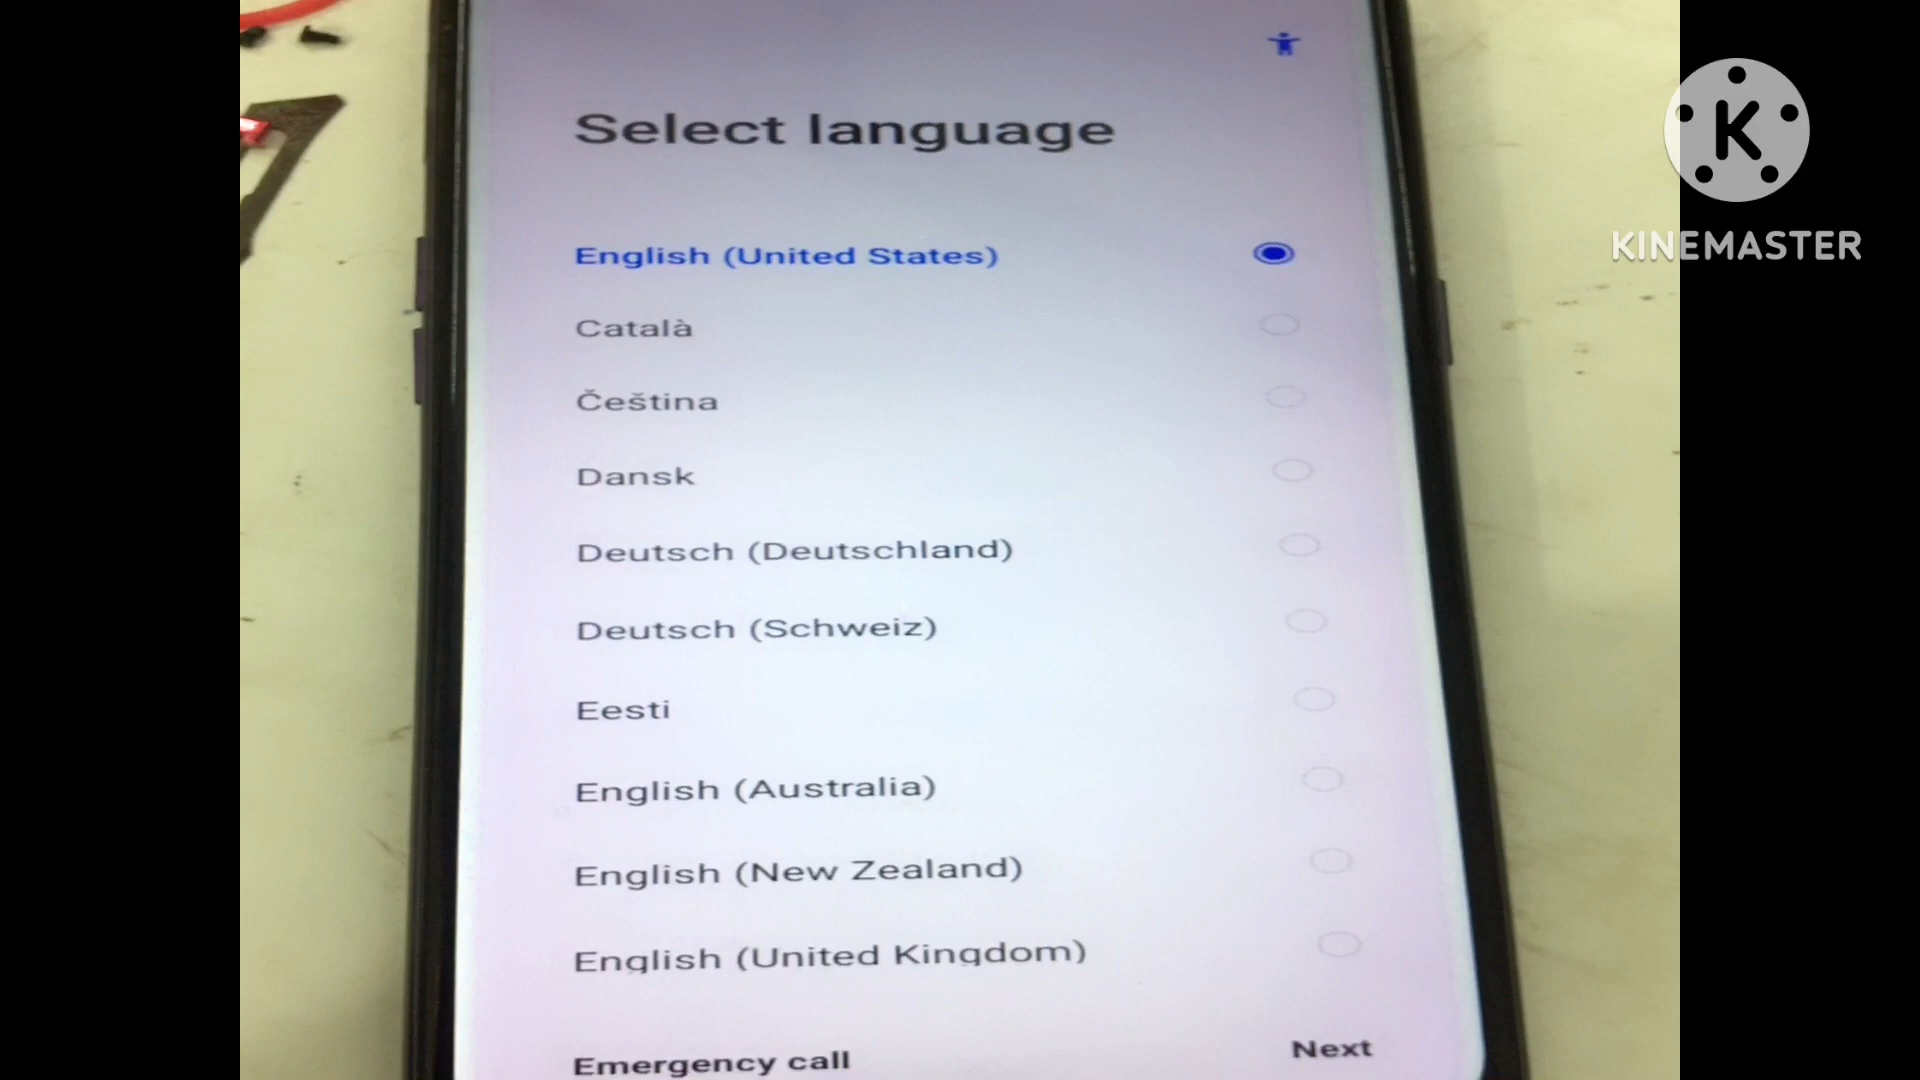 Select language
English (United States)
Català
Čeština
Dansk
Deutsch (Deutschland)
Deutsch (Schweiz)
Eesti
English (Australia)
English (New Zealand)
English (United Kingdom)
Emergency call
Next
K
KINEMASTER